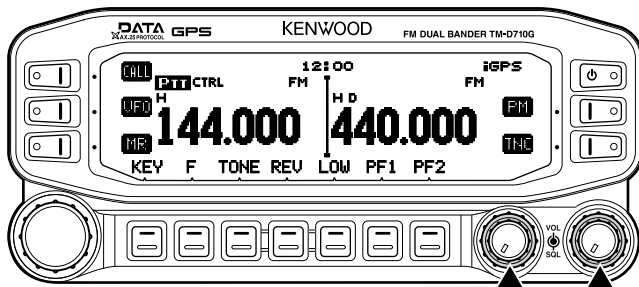 DATA GPS KENWOOD FM DUAL BANDER TM-D710G
AX.25 PROTOCOL
CALL 12:00 iGPS
PTT CTRL FM FM
VFO H H D PM
144.000 440.000
MR TNC
KEY F TONE REV LOW PF1 PF2
VOL
SQL